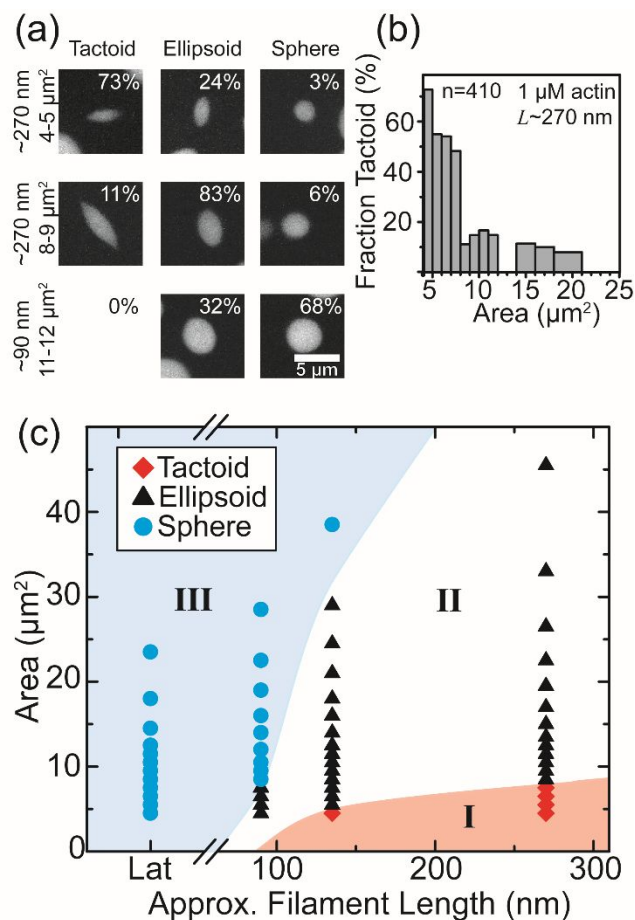 (a)
Tactoid Ellipsoid Sphere
~270 nm
4-5 µm²
73% 24% 3%
~270 nm
8-9 µm²
11% 83% 6%
~90 nm
11-12 µm²
0% 32% 68%
5 µm
(b)
n=410 1 µM actin
L~270 nm
Fraction Tactoid (%)
60
40
20
5 10 15 20 25
Area (µm²)
(c)
Tactoid
Ellipsoid
Sphere
III
II
I
Area (µm²)
40
30
20
10
0
Lat 100 200 300
Approx. Filament Length (nm)